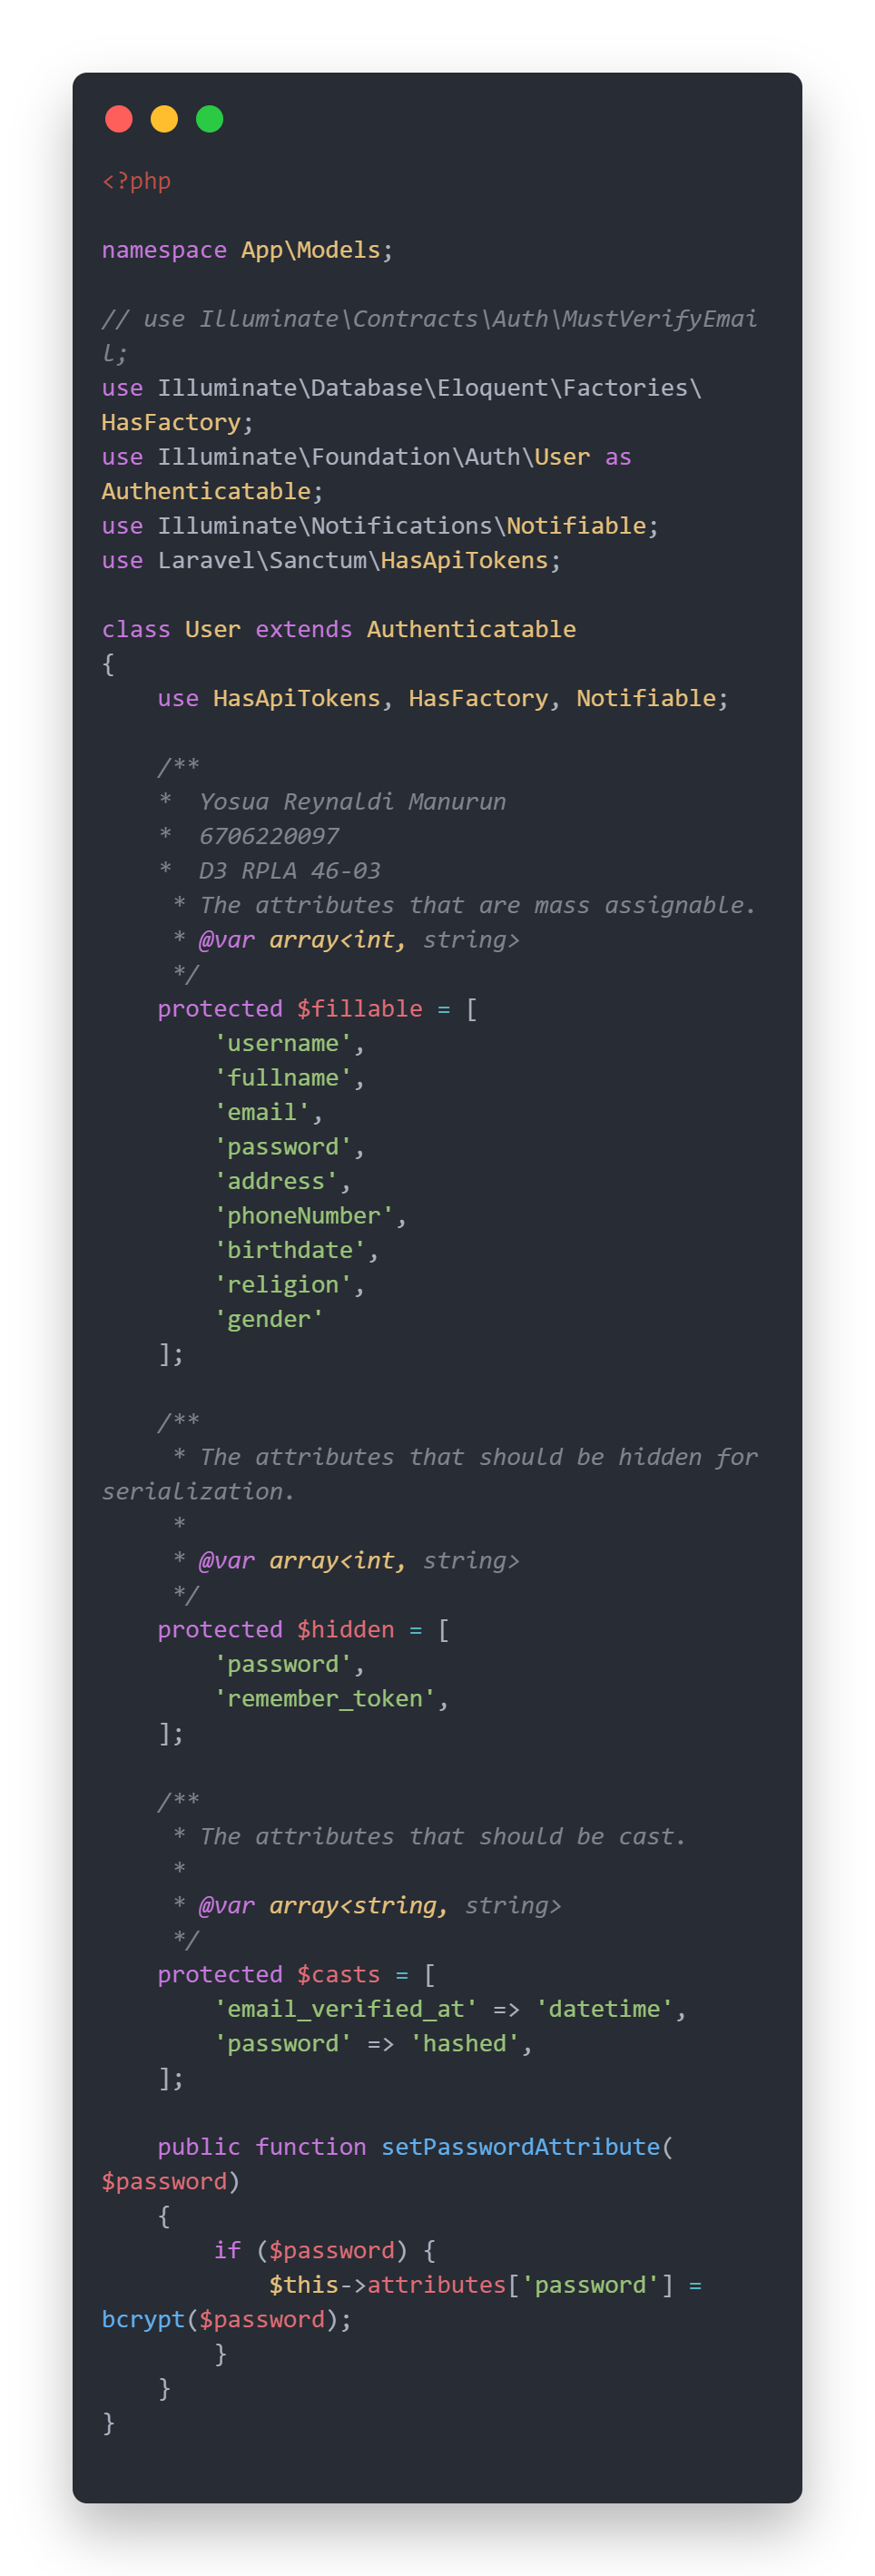 <?php

namespace App\Models;

// use Illuminate\Contracts\Auth\MustVerifyEmai
l;
use Illuminate\Database\Eloquent\Factories\
HasFactory;
use Illuminate\Foundation\Auth\User as
Authenticatable;
use Illuminate\Notifications\Notifiable;
use Laravel\Sanctum\HasApiTokens;

class User extends Authenticatable
{
    use HasApiTokens, HasFactory, Notifiable;

    /**
    *  Yosua Reynaldi Manurun
    *  6706220097
    *  D3 RPLA 46-03
     * The attributes that are mass assignable.
     * @var array<int, string>
     */
    protected $fillable = [
        'username',
        'fullname',
        'email',
        'password',
        'address',
        'phoneNumber',
        'birthdate',
        'religion',
        'gender'
    ];

    /**
     * The attributes that should be hidden for
serialization.
     *
     * @var array<int, string>
     */
    protected $hidden = [
        'password',
        'remember_token',
    ];

    /**
     * The attributes that should be cast.
     *
     * @var array<string, string>
     */
    protected $casts = [
        'email_verified_at' => 'datetime',
        'password' => 'hashed',
    ];

    public function setPasswordAttribute(
$password)
    {
        if ($password) {
            $this->attributes['password'] =
bcrypt($password);
        }
    }
}